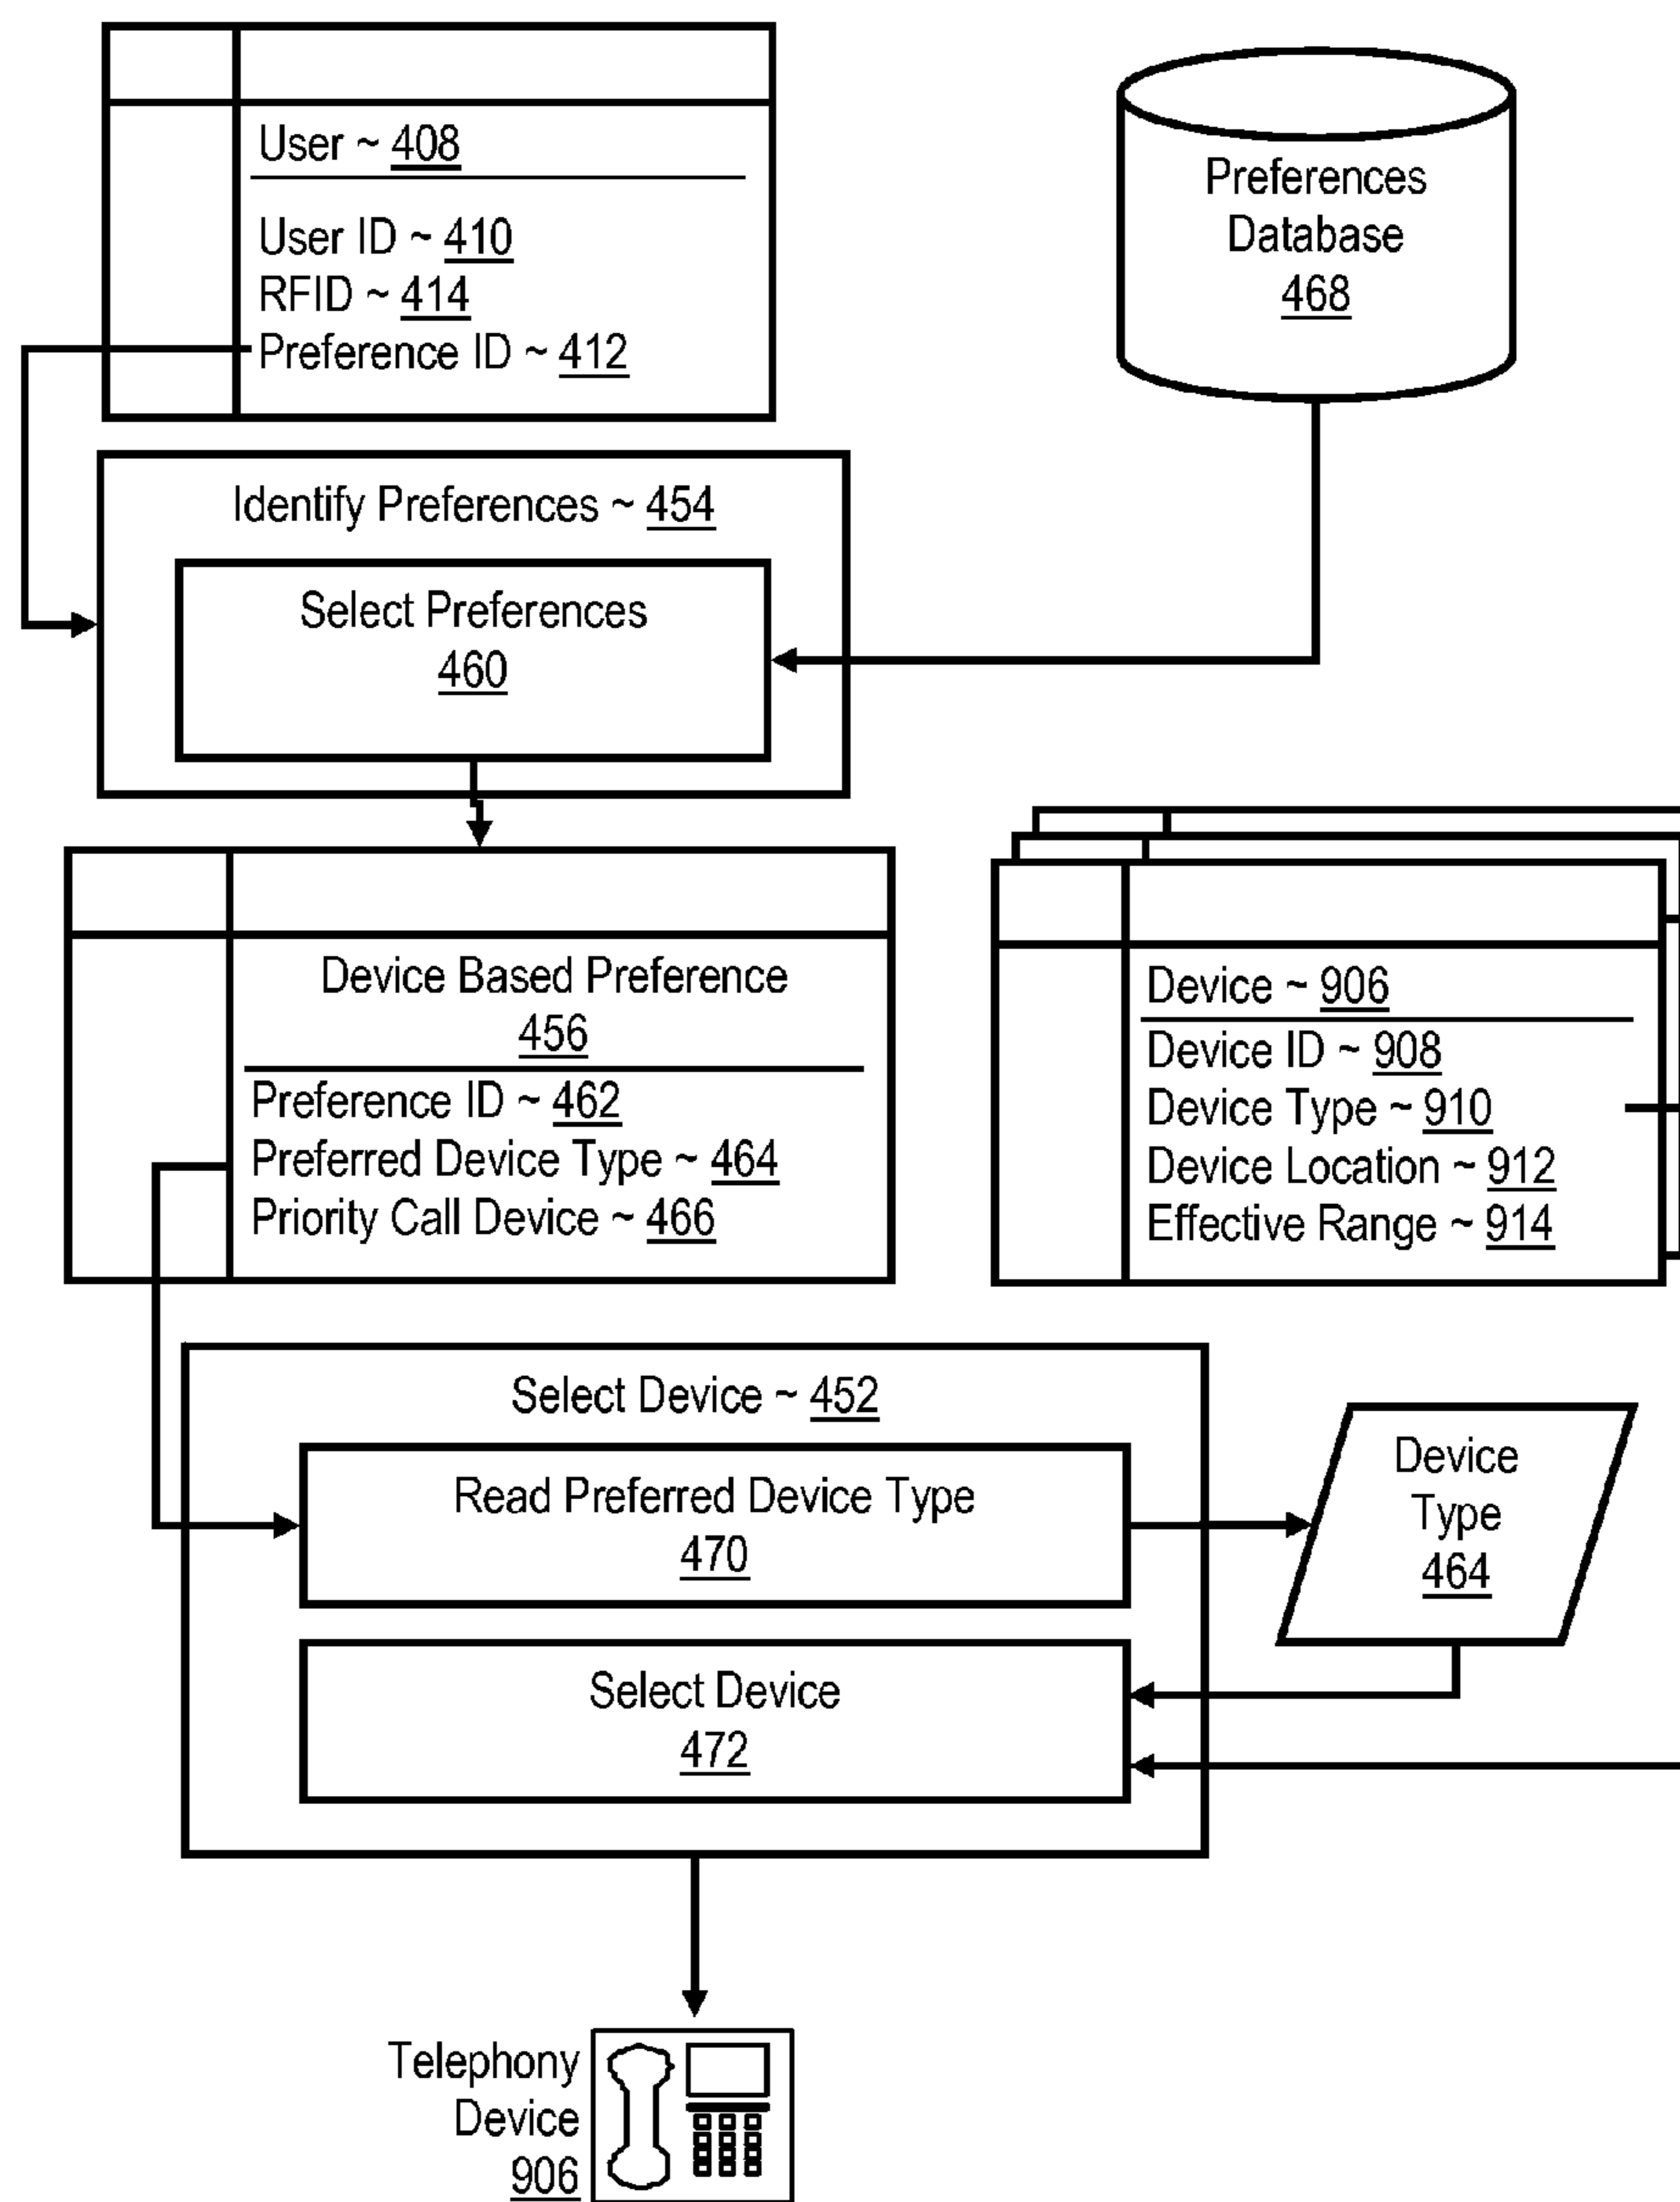 User ~ 408
User ID ~ 410
RFID ~ 414
Preference ID ~ 412
Preferences
Database
468
Identify Preferences ~ 454
Select Preferences
460
Device Based Preference
456
Preference ID ~ 462
Preferred Device Type ~ 464
Priority Call Device ~ 466
Device ~ 906
Device ID ~ 908
Device Type ~ 910
Device Location ~ 912
Effective Range ~ 914
Select Device ~ 452
Read Preferred Device Type
470
Device
Type
464
Select Device
472
Telephony
Device
906